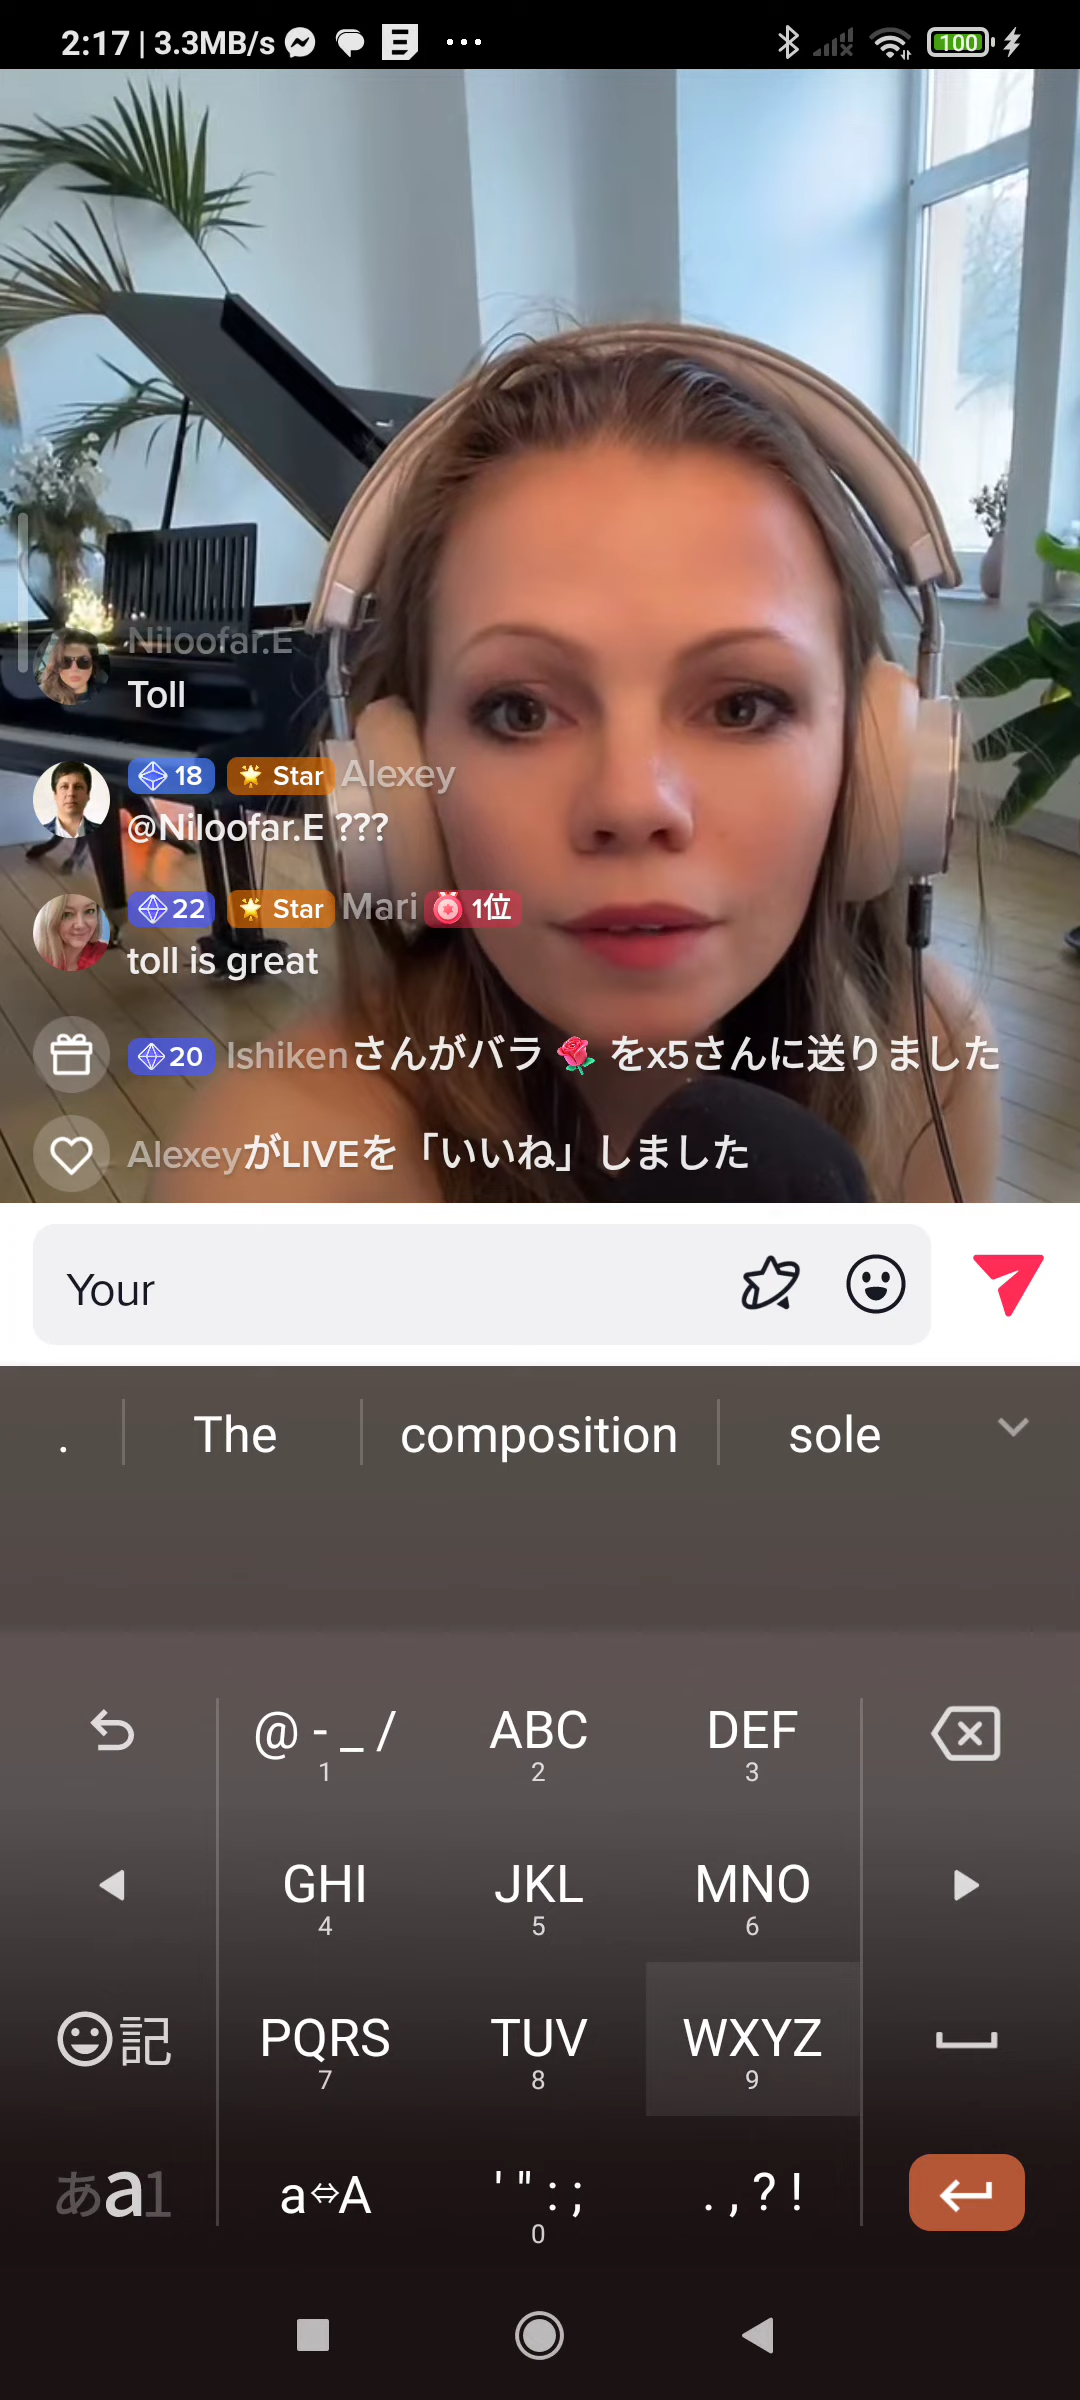 2:17 | 3.3MB/s
100
Niloofar.E
Toll
18 Star Alexey
@Niloofar.E ???
22 Star Mari 1位
toll is great
20 Ishikenさんがバラ 🌹 をx5さんに送りました
AlexeyがLIVEを「いいね」しました
Your
. The composition sole
@ - _ / ABC DEF
1 2 3
GHI JKL MNO
4 5 6
記 PQRS TUV WXYZ
7 8 9
あa1 a⇔A ' " : ; . , ? !
0